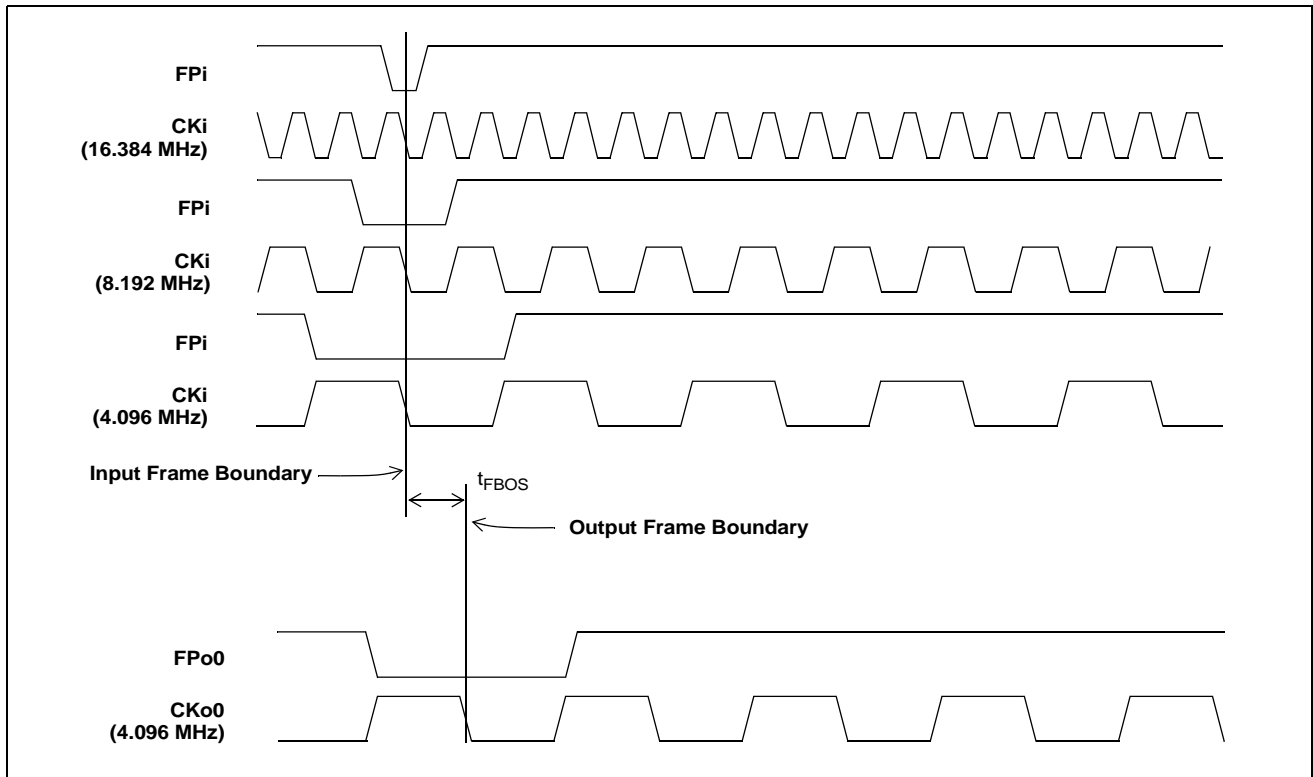 FPi
CKi
(16.384 MHz)
FPi
CKi
(8.192 MHz)
FPi
CKi
(4.096 MHz)
Input Frame Boundary
tFBOS
Output Frame Boundary
FPo0
CKo0
(4.096 MHz)